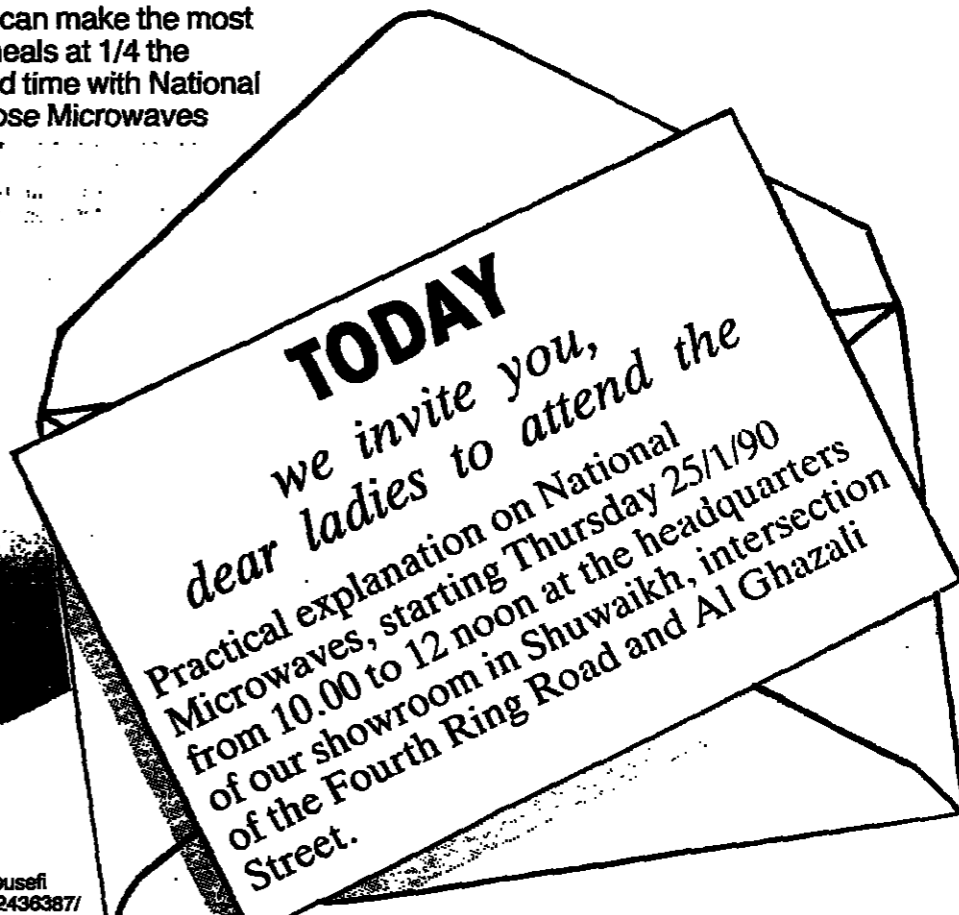 can make the most
neals at 1/4 the
d time with National
ose Microwaves
TODAY
we invite you,
dear ladies to attend the
Practical explanation on National
Microwaves, starting Thursday 25/1/90
from 10.00 to 12 noon at the headquarters
of our showroom in Shuwaikh, intersection
of the Fourth Ring Road and Al Ghazali
Street.
ousefi
2436387/